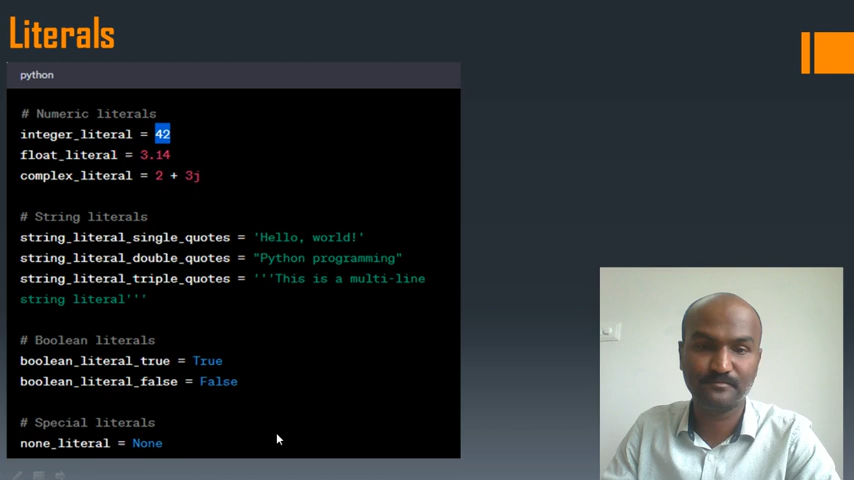 Literals
python
# Numeric literals
integer_literal = 42
float_literal = 3.14
complex_literal = 2 + 3j
# String literals
string_literal_single_quotes = 'Hello, world!'
string_literal_double_quotes = "Python programming"
string_literal_triple_quotes = '''This is a multi-line
string literal'''
# Boolean literals
boolean_literal_true = True
boolean_literal_false = False
# Special literals
none_literal = None